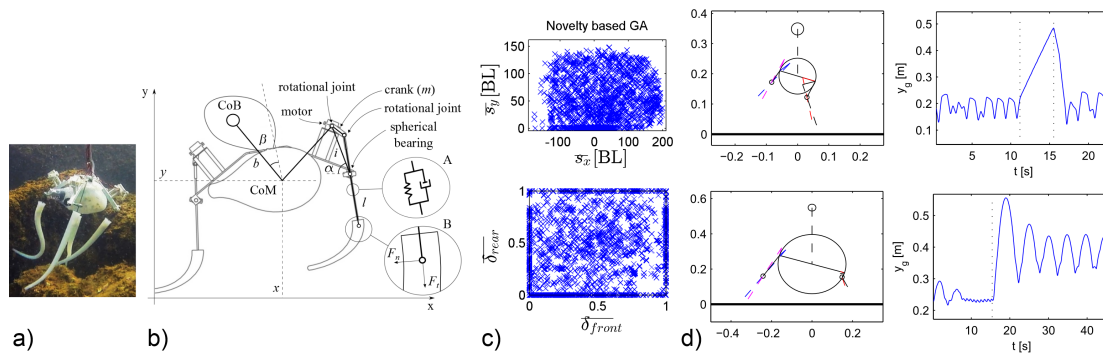 a)
b)
y
CoB
β
b
CoM
y
x
x
rotational joint
motor
crank (m)
rotational joint
spherical
bearing
α
l
A
B
Fn
Ft
c)
Novelty based GA
s̅y [BL]
150
100
50
0
-100 0 100 200
s̅x [BL]
δ̅rear
1
0.5
0
0 0.5 1
δ̅front
d)
0.4
0.3
0.2
0.1
0
−0.2 −0.1 0 0.1 0.2
yg [m]
0.5
0.4
0.3
0.2
0.1
5 10 15 20
t [s]
0.6
0.4
0.2
0
−0.4 −0.2 0 0.2
yg [m]
0.5
0.4
0.3
0.2
10 20 30 40
t [s]